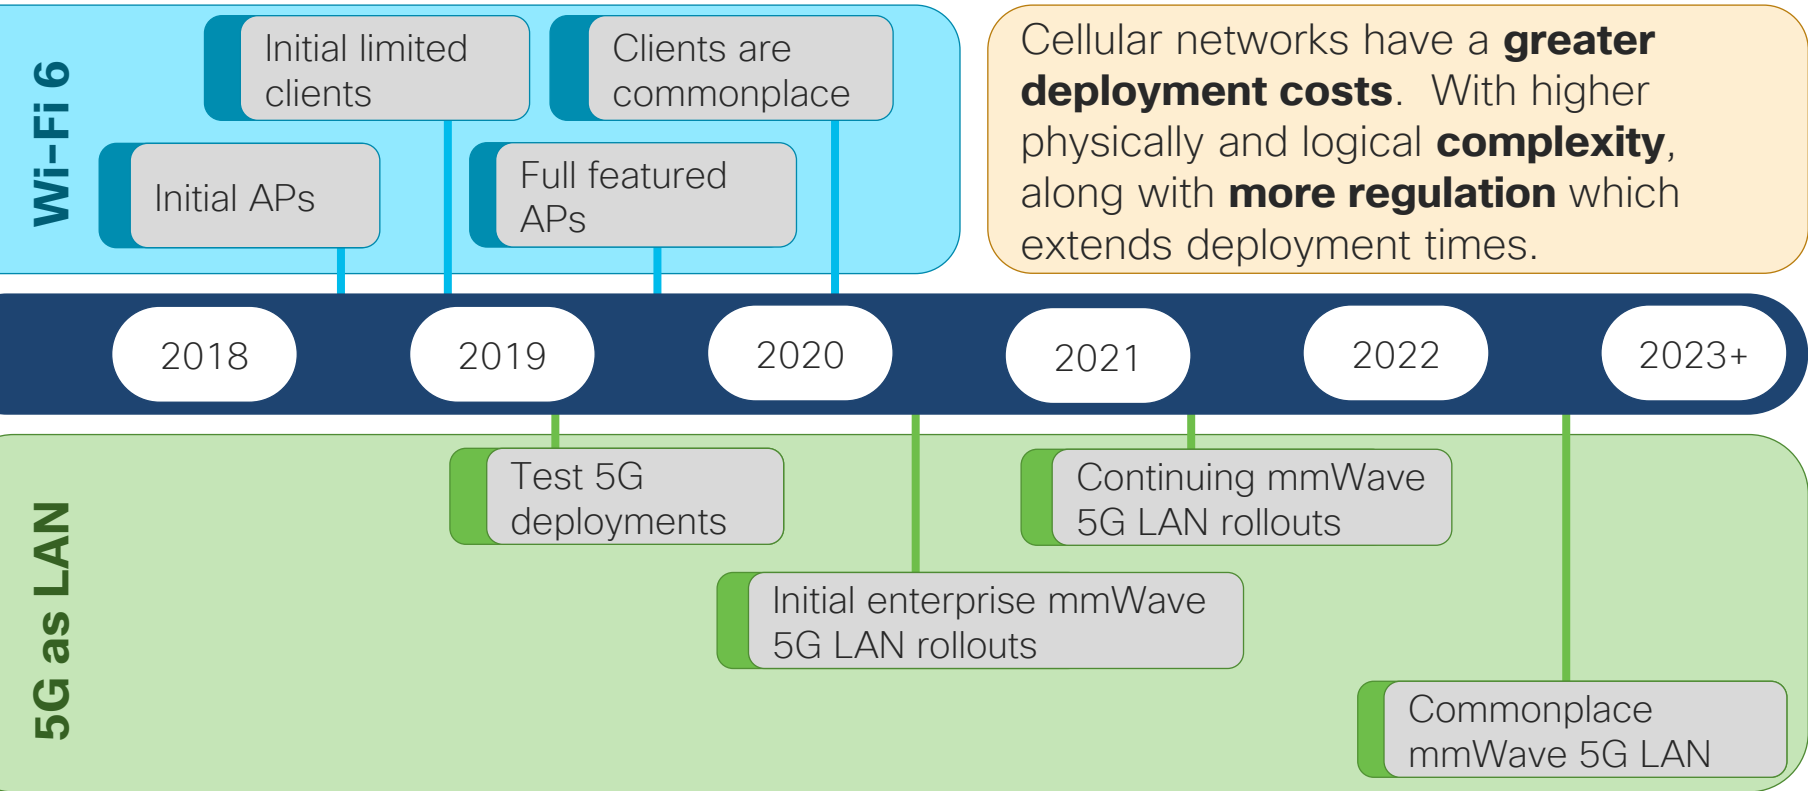 Wi-Fi 6
Initial limited
clients
Clients are
commonplace
Initial APs
Full featured
APs
Cellular networks have a greater
deployment costs. With higher
physically and logical complexity,
along with more regulation which
extends deployment times.
2018
2019
2020
2021
2022
2023+
5G as LAN
Test 5G
deployments
Continuing mmWave
5G LAN rollouts
Initial enterprise mmWave
5G LAN rollouts
Commonplace
mmWave 5G LAN